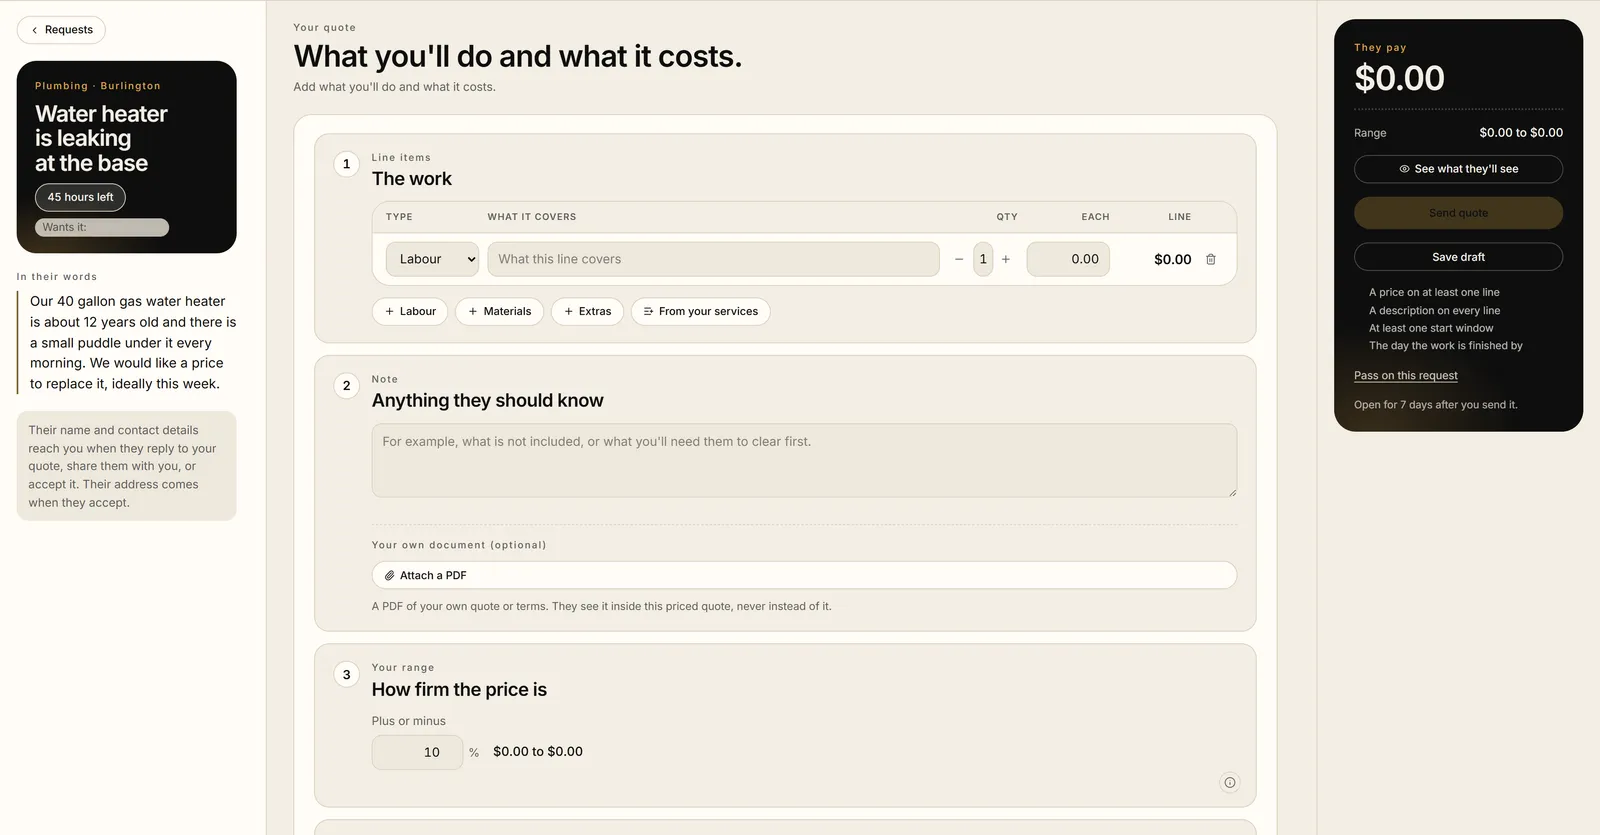 Requests
Plumbing · Burlington
Water heater
is leaking
at the base
45 hours left
Wants it:
In their words
Our 40 gallon gas water heater
is about 12 years old and there is
a small puddle under it every
morning. We would like a price
to replace it, ideally this week.
Their name and contact details
reach you when they reply to your
quote, share them with you, or
accept it. Their address comes
when they accept.
Your quote
What you'll do and what it costs.
Add what you'll do and what it costs.
1
Line items
The work
TYPE WHAT IT COVERS QTY EACH LINE
Labour What this line covers − 1 + 0.00 $0.00
+ Labour + Materials + Extras From your services
2
Note
Anything they should know
For example, what is not included, or what you'll need them to clear first.
Your own document (optional)
Attach a PDF
A PDF of your own quote or terms. They see it inside this priced quote, never instead of it.
3
Your range
How firm the price is
Plus or minus
10 % $0.00 to $0.00
They pay
$0.00
Range $0.00 to $0.00
See what they'll see
Send quote
Save draft
A price on at least one line
A description on every line
At least one start window
The day the work is finished by
Pass on this request
Open for 7 days after you send it.